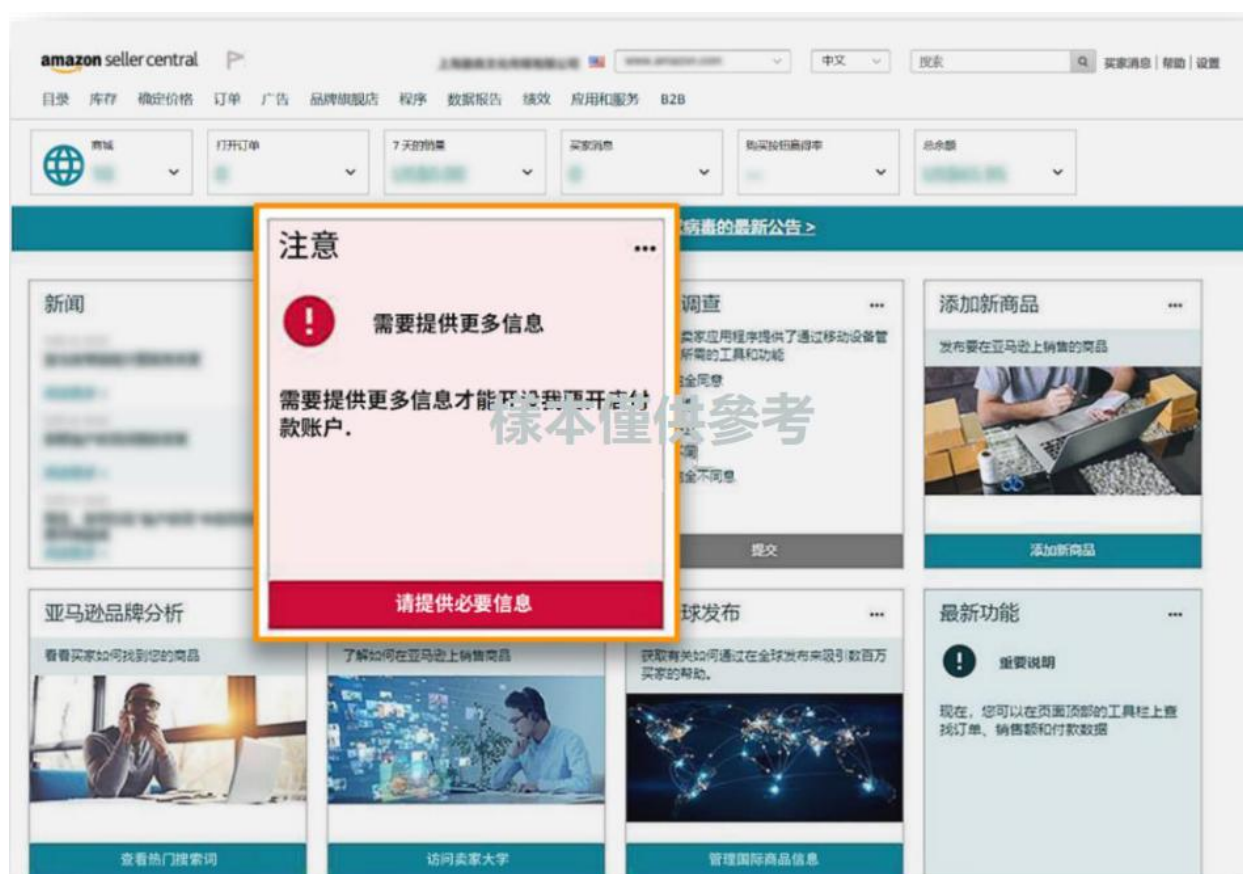 amazon seller central
中文
搜索
买家消息 | 帮助 | 设置
目录 库存 确定价格 订单 广告 品牌旗舰店 程序 数据报告 绩效 应用和服务 B2B
商城
打开订单
7 天的销量
买家消息
购买按钮赢得率
总余额
病毒的最新公告 >
新闻
注意
需要提供更多信息
需要提供更多信息才能开设我要开店付
款账户.
请提供必要信息
调查
卖家应用程序提供了通过移动设备管
所需的工具和功能
全同意
不同
全不同意
提交
添加新商品
发布要在亚马逊上销售的商品
添加新商品
樣本僅供參考
亚马逊品牌分析
看看买家如何找到您的商品
查看热门搜索词
了解如何在亚马逊上销售商品
访问卖家大学
球发布
获取有关如何通过在全球发布来吸引数百万
买家的帮助。
管理国际商品信息
最新功能
重要说明
现在，您可以在页面顶部的工具栏上查
找订单、销售额和付款数据